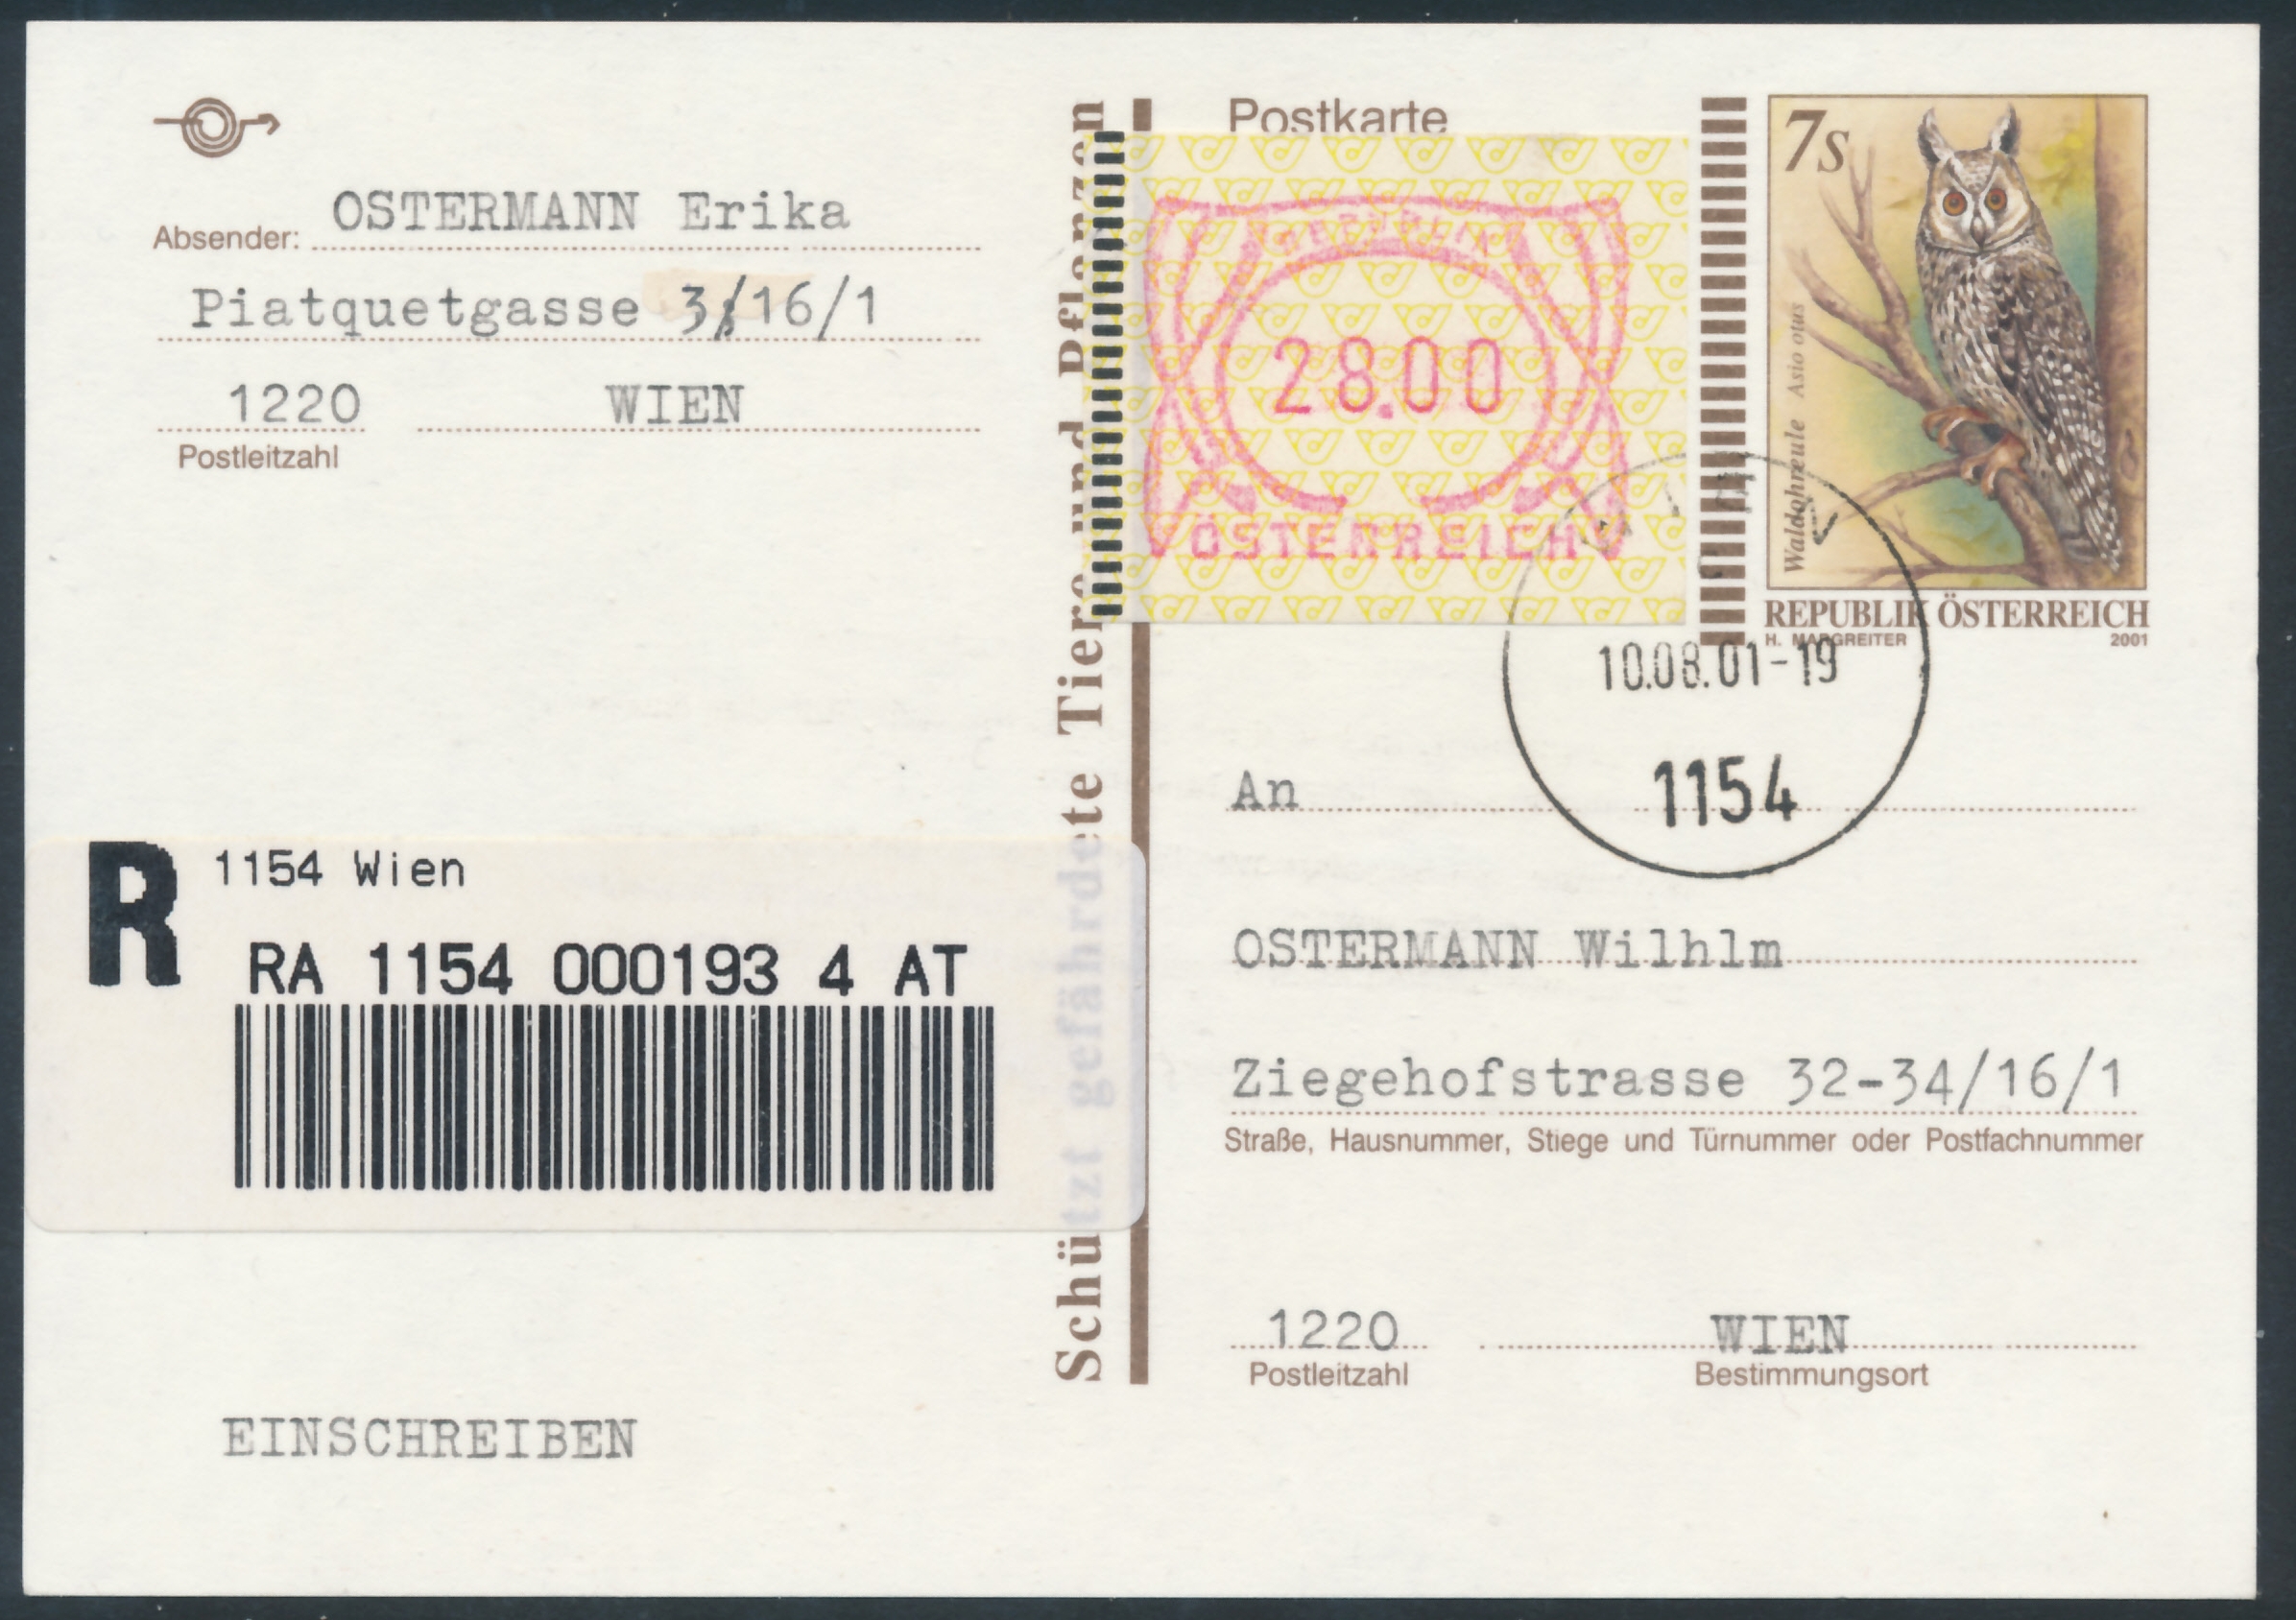 Absender: OSTERMANN Erika
Piatquetgasse 3/16/1
1220 WIEN
Postleitzahl
Schützt gefährdete Tiere und Pflanzen
Postkarte
REPUBLIK
28.00
ÖSTERREICH
7s
Waldohreule Asio otus
REPUBLIK ÖSTERREICH
H. MARGREITER 2001
10.08.01-19
1154
R 1154 Wien
RA 1154 000193 4 AT
An
OSTERMANN Wilhlm
Ziegehofstrasse 32-34/16/1
Straße, Hausnummer, Stiege und Türnummer oder Postfachnummer
1220 WIEN
Postleitzahl Bestimmungsort
EINSCHREIBEN